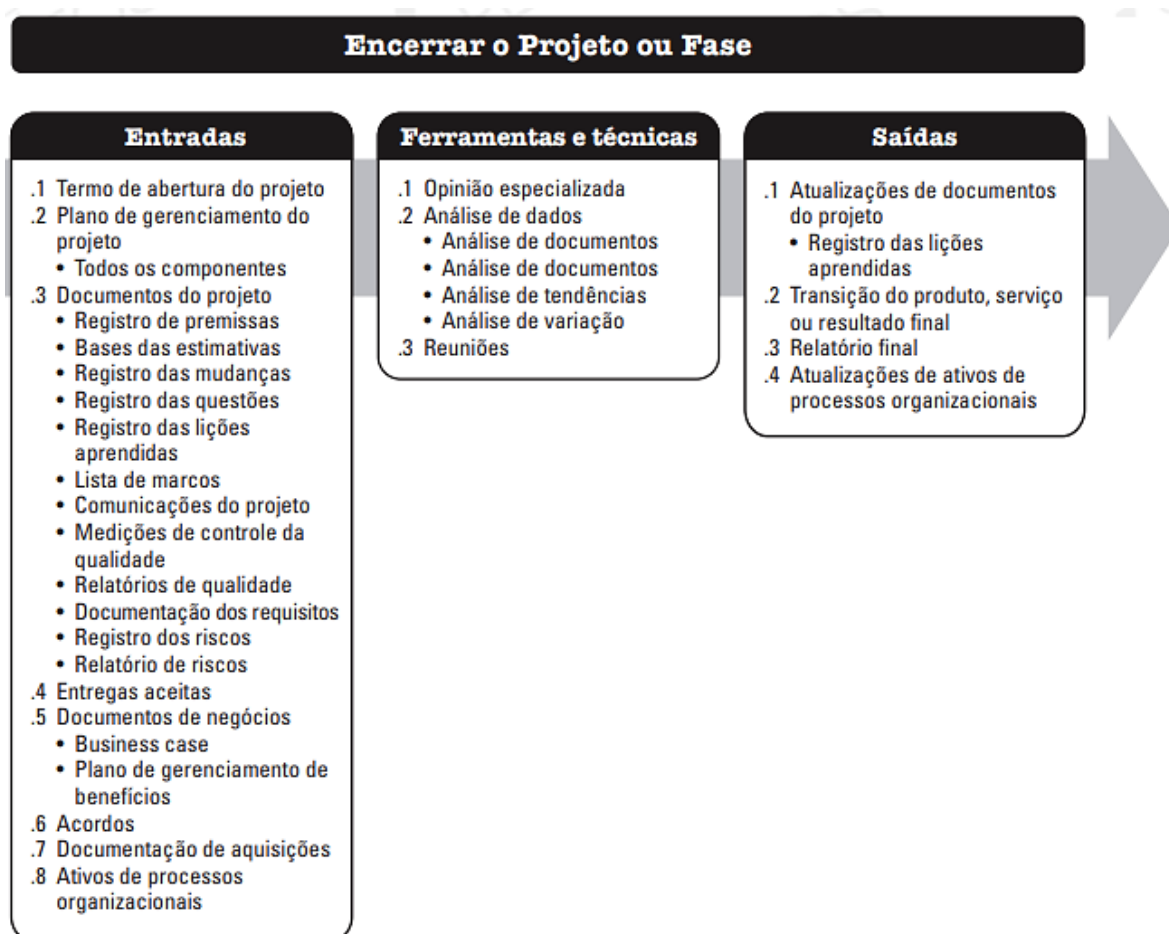 Encerrar o Projeto ou Fase
Entradas
.1 Termo de abertura do projeto
.2 Plano de gerenciamento do
projeto
• Todos os componentes
.3 Documentos do projeto
• Registro de premissas
• Bases das estimativas
• Registro das mudanças
• Registro das questões
• Registro das lições
aprendidas
• Lista de marcos
• Comunicações do projeto
• Medições de controle da
qualidade
• Relatórios de qualidade
• Documentação dos requisitos
• Registro dos riscos
• Relatório de riscos
.4 Entregas aceitas
.5 Documentos de negócios
• Business case
• Plano de gerenciamento de
benefícios
.6 Acordos
.7 Documentação de aquisições
.8 Ativos de processos
organizacionais
Ferramentas e técnicas
.1 Opinião especializada
.2 Análise de dados
• Análise de documentos
• Análise de documentos
• Análise de tendências
• Análise de variação
.3 Reuniões
Saídas
.1 Atualizações de documentos
do projeto
• Registro das lições
aprendidas
.2 Transição do produto, serviço
ou resultado final
.3 Relatório final
.4 Atualizações de ativos de
processos organizacionais